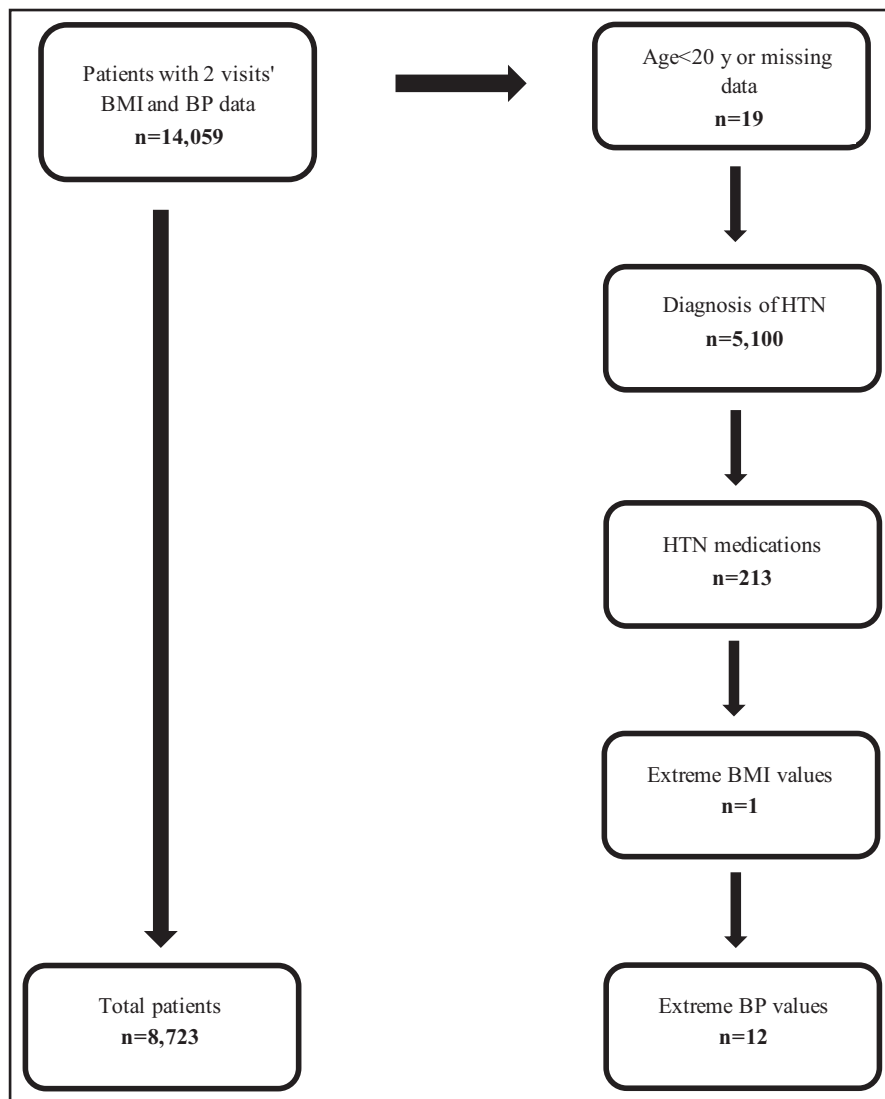 Patients with 2 visits'
BMI and BP data
n=14,059
Age<20 y or missing
data
n=19
Diagnosis of HTN
n=5,100
HTN medications
n=213
Extreme BMI values
n=1
Total patients
n=8,723
Extreme BP values
n=12